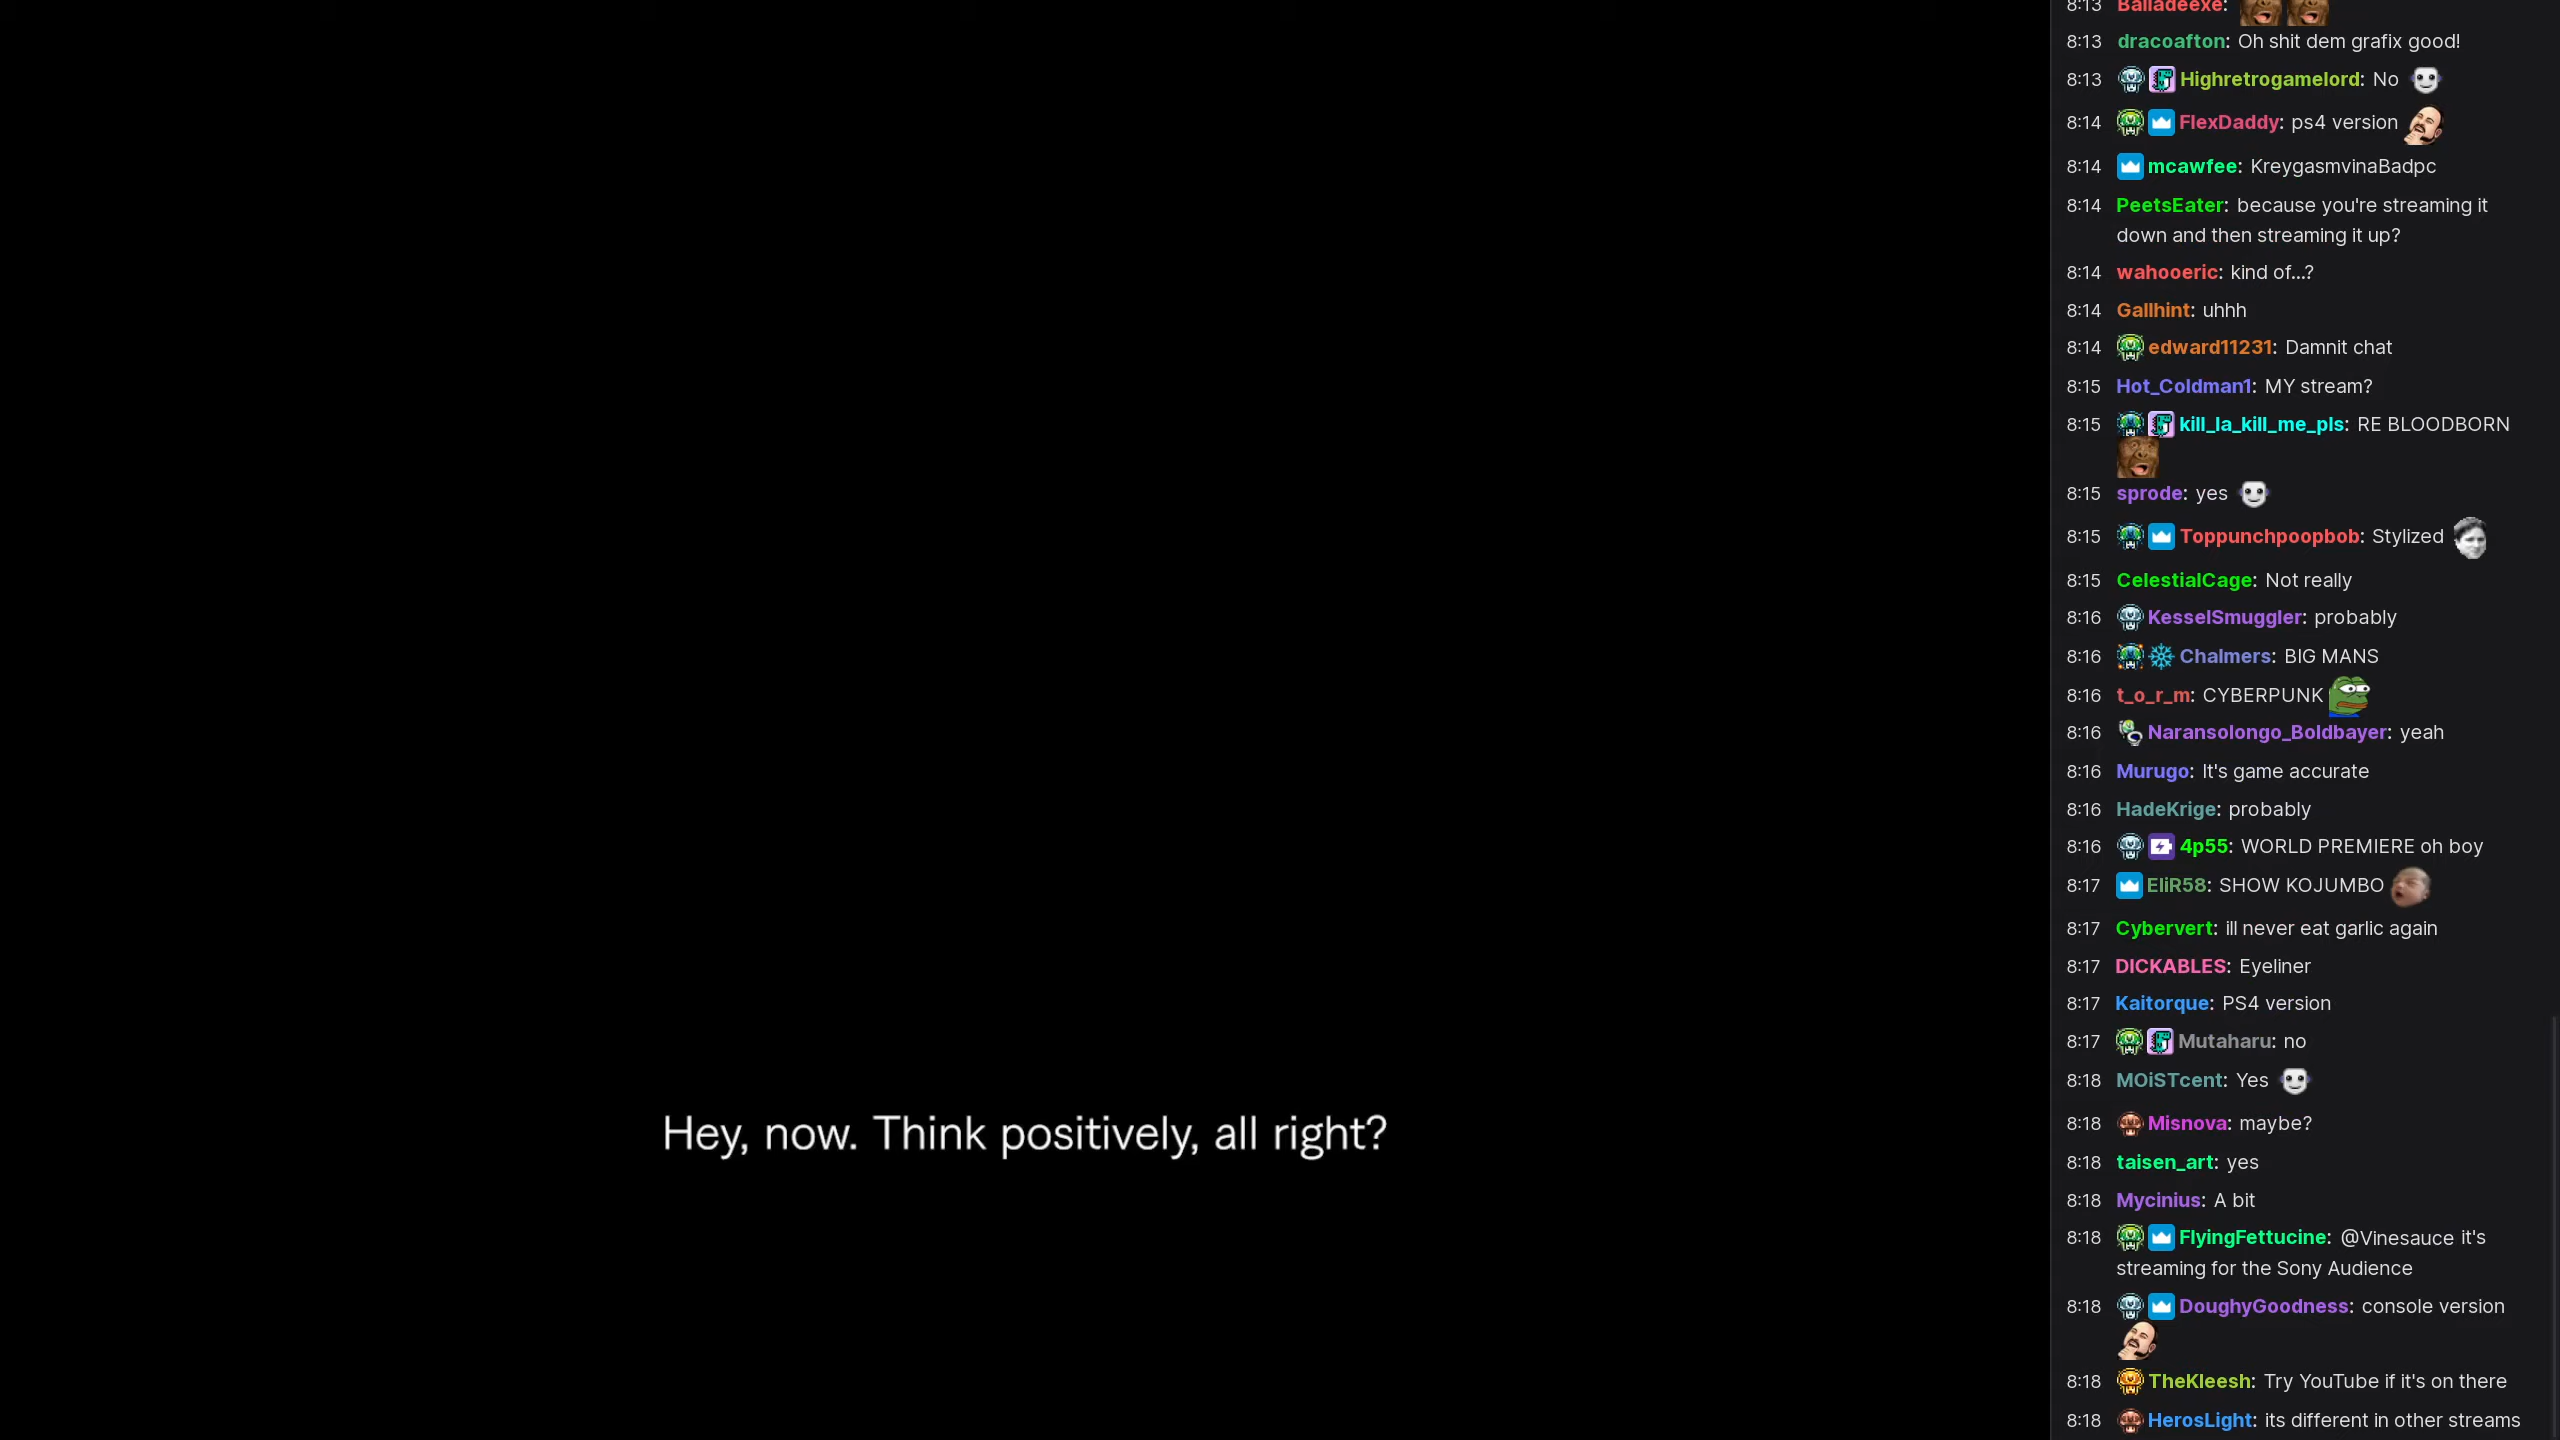 Hey, now. Think positively, all right?
8:13 Balladeexe:
8:13 dracoafton: Oh shit dem grafix good!
8:13 Highretrogamelord: No
8:14 FlexDaddy: ps4 version
8:14 mcawfee: KreygasmvinaBadpc
8:14 PeetsEater: because you're streaming it
down and then streaming it up?
8:14 wahooeric: kind of...?
8:14 Gallhint: uhhh
8:14 edward11231: Damnit chat
8:15 Hot_Coldman1: MY stream?
8:15 kill_la_kill_me_pls: RE BLOODBORN
8:15 sprode: yes
8:15 Toppunchpoopbob: Stylized
8:15 CelestialCage: Not really
8:16 KesselSmuggler: probably
8:16 Chalmers: BIG MANS
8:16 t_o_r_m: CYBERPUNK
8:16 Naransolongo_Boldbayer: yeah
8:16 Murugo: It's game accurate
8:16 HadeKrige: probably
8:16 4p55: WORLD PREMIERE oh boy
8:17 EliR58: SHOW KOJUMBO
8:17 Cybervert: ill never eat garlic again
8:17 DICKABLES: Eyeliner
8:17 Kaitorque: PS4 version
8:17 Mutaharu: no
8:18 MOiSTcent: Yes
8:18 Misnova: maybe?
8:18 taisen_art: yes
8:18 Mycinius: A bit
8:18 FlyingFettucine: @Vinesauce it's
streaming for the Sony Audience
8:18 DoughyGoodness: console version
8:18 TheKleesh: Try YouTube if it's on there
8:18 HerosLight: its different in other streams